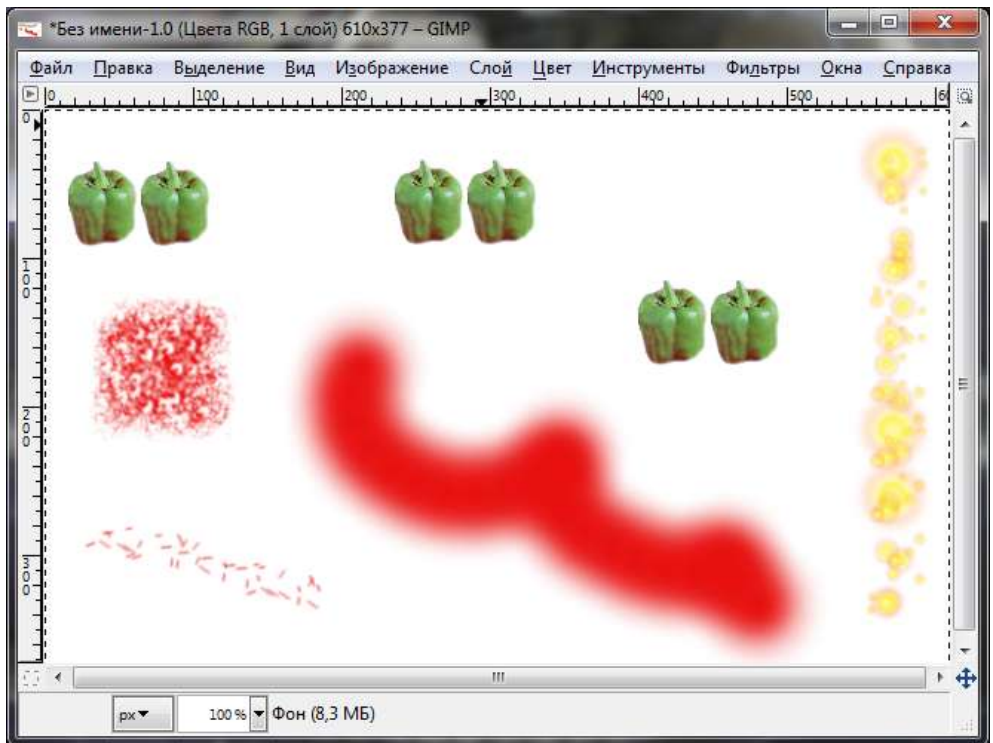 *Без имени-1.0 (Цвета RGB, 1 слой) 610x377 – GIMP
Файл Правка Выделение Вид Изображение Слой Цвет Инструменты Фильтры Окна Справка
0 100 200 300 400 500
0
100
200
300
px 100 % Фон (8,3 МБ)